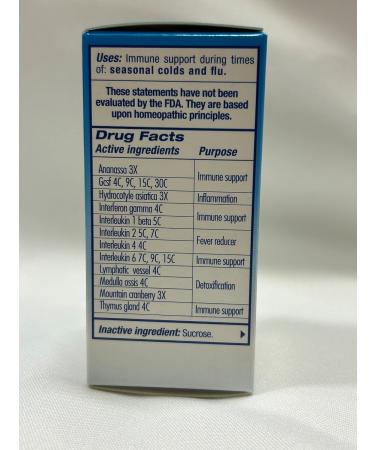 Uses: Immune support during times
of: seasonal colds and flu.
These statements have not been
evaluated by the FDA. They are based
upon homeopathic principles.
Drug Facts
Active ingredients Purpose
Ananassa 3X
Gcsf 4C, 9C, 15C, 30C
Immune support
Hydrocotyle asiatica 3X Inflammation
Interferon gamma 4C
Interleukin 1 beta 5C
Immune support
Interleukin 2 5C, 7C
Interleukin 4 4C
Fever reducer
Interleukin 6 7C, 9C, 15C Immune support
Lymphatic vessel 4C
Medulla ossis 4C
Mountain cranberry 3X
Detoxification
Thymus gland 4C Immune support
Inactive ingredient: Sucrose.